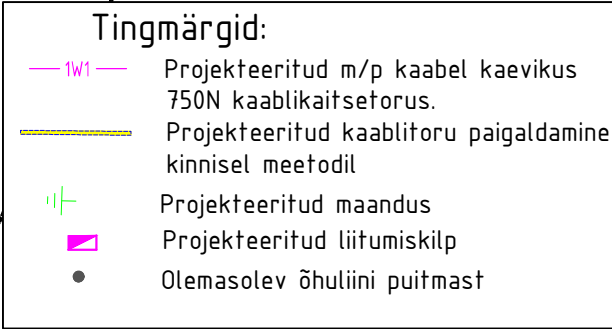 Tingmärgid:
1W1 Projekteeritud m/p kaabel kaevikus
750N kaablikaitsetorus.
Projekteeritud kaablitoru paigaldamine
kinnisel meetodil
Projekteeritud maandus
Projekteeritud liitumiskilp
Olemasolev õhuliini puitmast